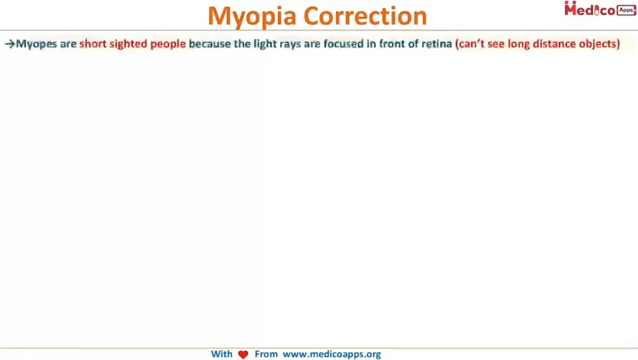 Myopia Correction
Medico Apps
→Myopes are short sighted people because the light rays are focused in front of retina (can't see long distance objects)
With ❤ From www.medicoapps.org